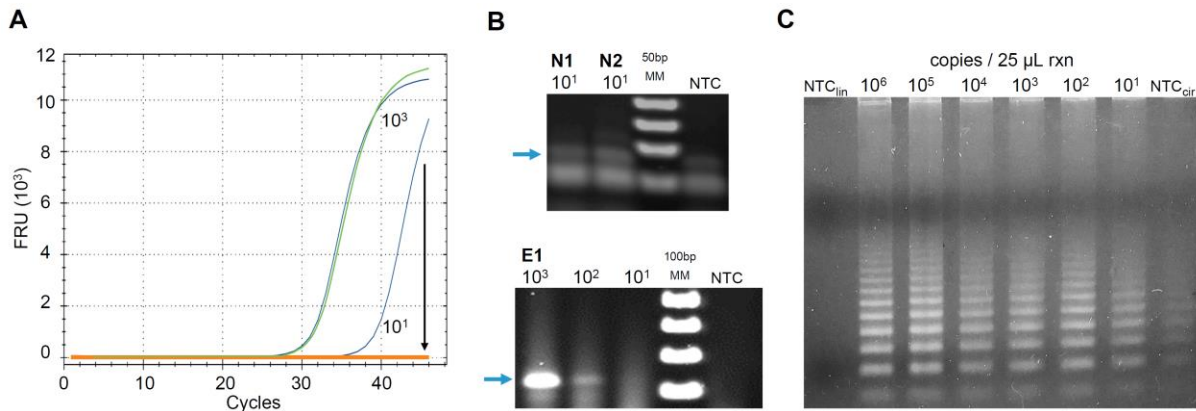 A
FRU (10³)
12
10
8
6
4
2
0
10³
10¹
0 10 20 30 40
Cycles
B
N1 N2 50bp
10¹ 10¹ MM NTC
E1 100bp
10³ 10² 10¹ MM NTC
C
copies / 25 µL rxn
NTClin 10⁶ 10⁵ 10⁴ 10³ 10² 10¹ NTCcir